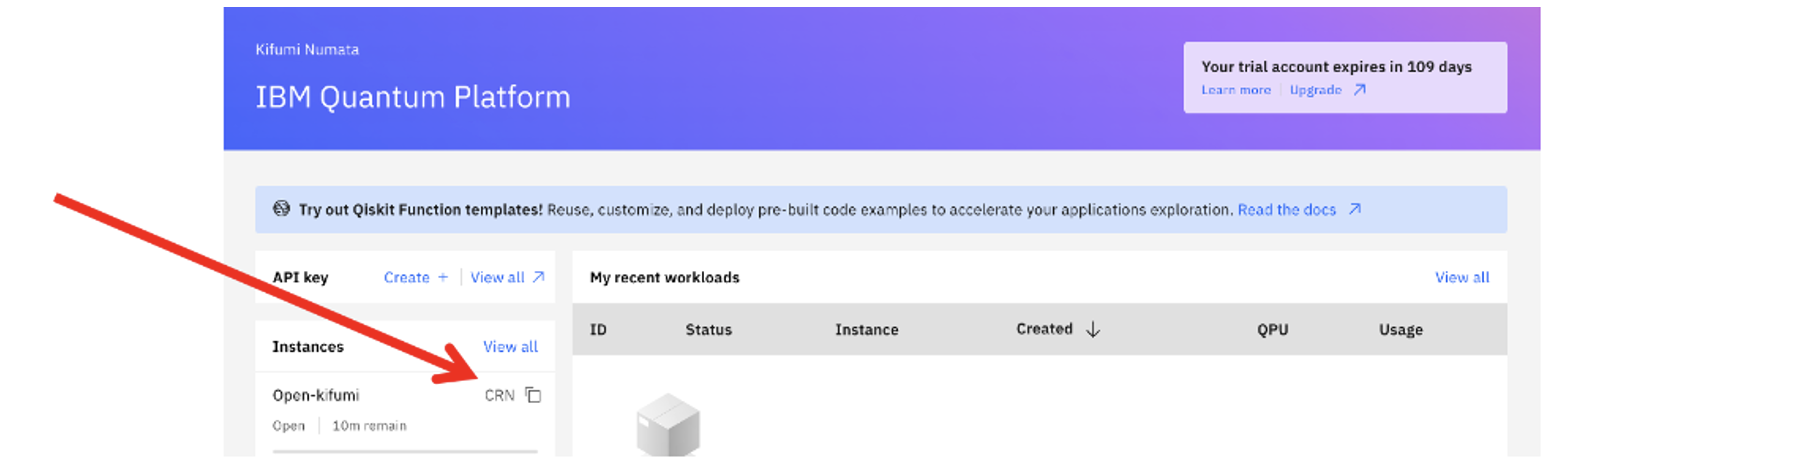 Kifumi Numata
IBM Quantum Platform
Your trial account expires in 109 days
Learn more Upgrade
Try out Qiskit Function templates! Reuse, customize, and deploy pre-built code examples to accelerate your applications exploration. Read the docs
API key Create + View all
Instances View all
Open-kifumi CRN
Open 10m remain
My recent workloads View all
ID Status Instance Created QPU Usage